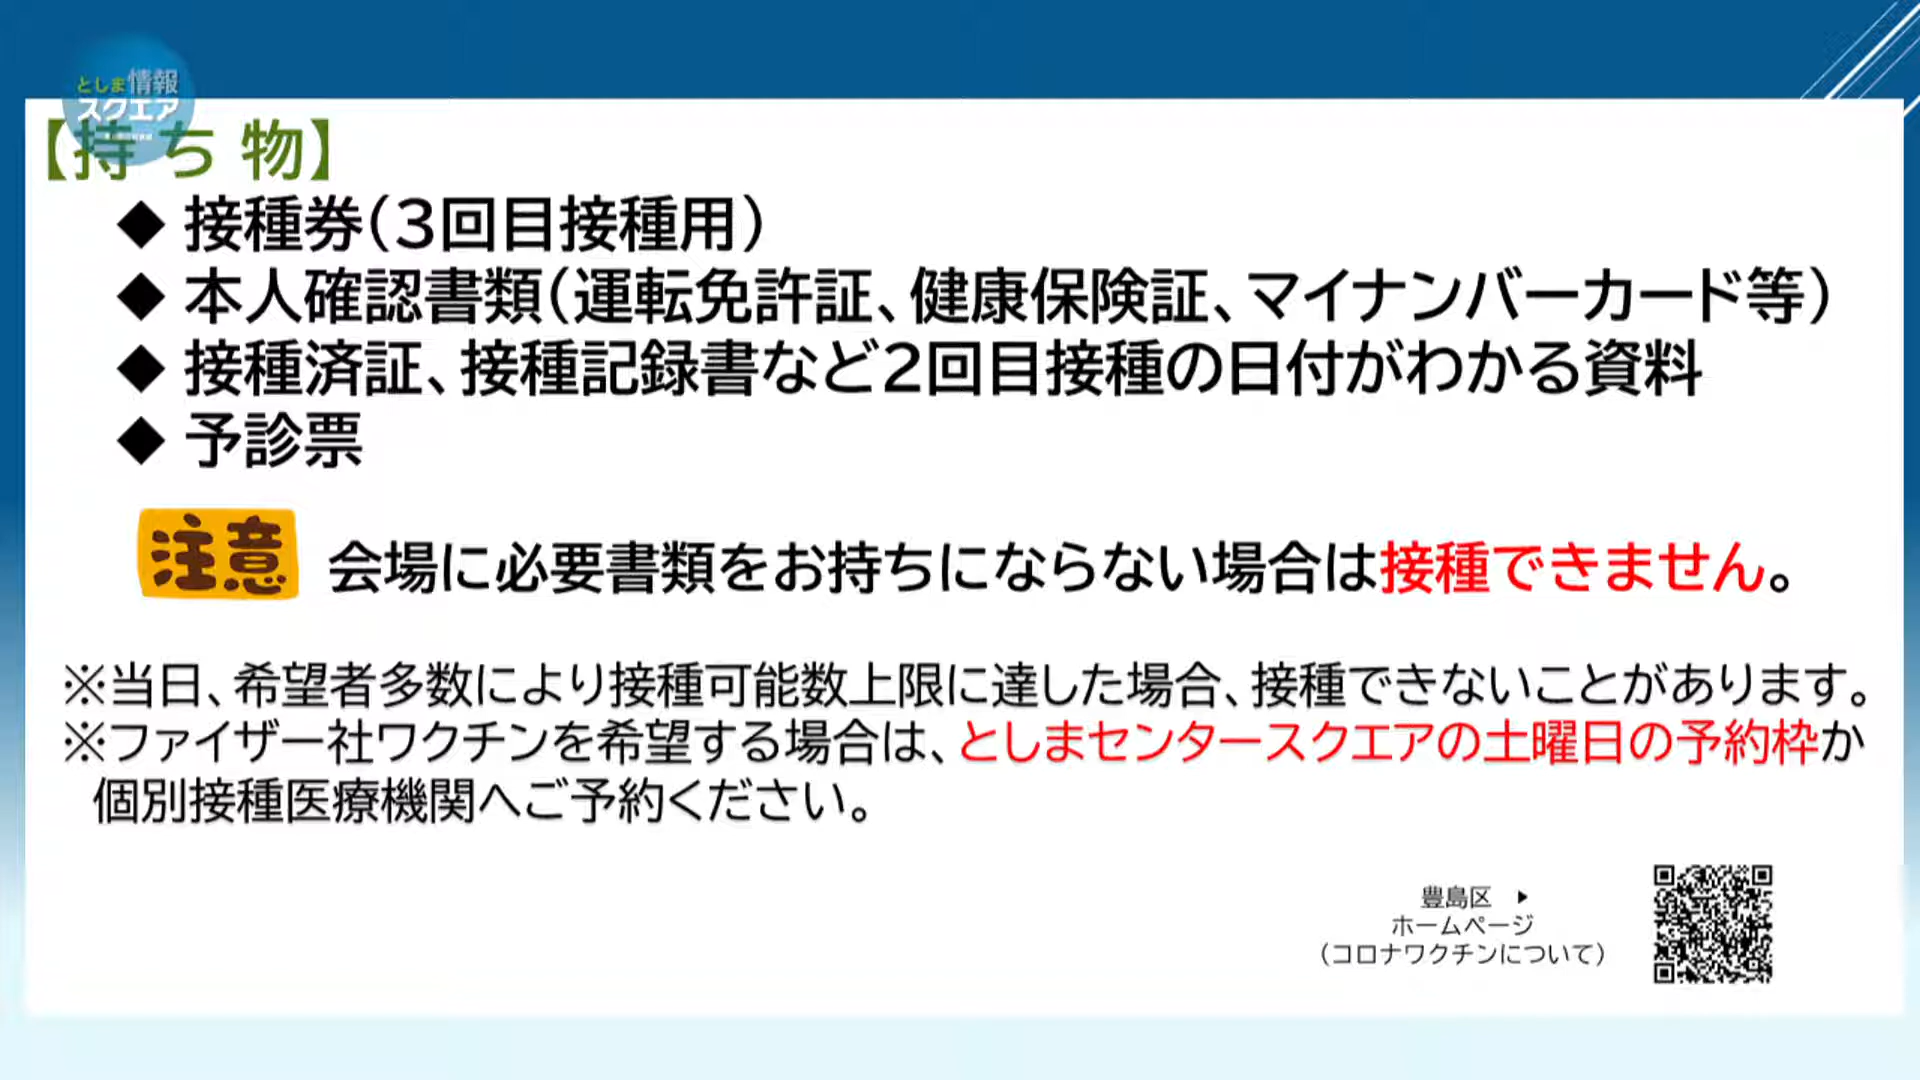 としま情報
スクエア
【持ち物】
◆ 接種券(3回目接種用)
◆ 本人確認書類(運転免許証、健康保険証、マイナンバーカード等)
◆ 接種済証、接種記録書など2回目接種の日付がわかる資料
◆ 予診票
注意 会場に必要書類をお持ちにならない場合は接種できません。
※当日、希望者多数により接種可能数上限に達した場合、接種できないことがあります。
※ファイザー社ワクチンを希望する場合は、としまセンタースクエアの土曜日の予約枠か
個別接種医療機関へご予約ください。
豊島区 ▶
ホームページ
(コロナワクチンについて)